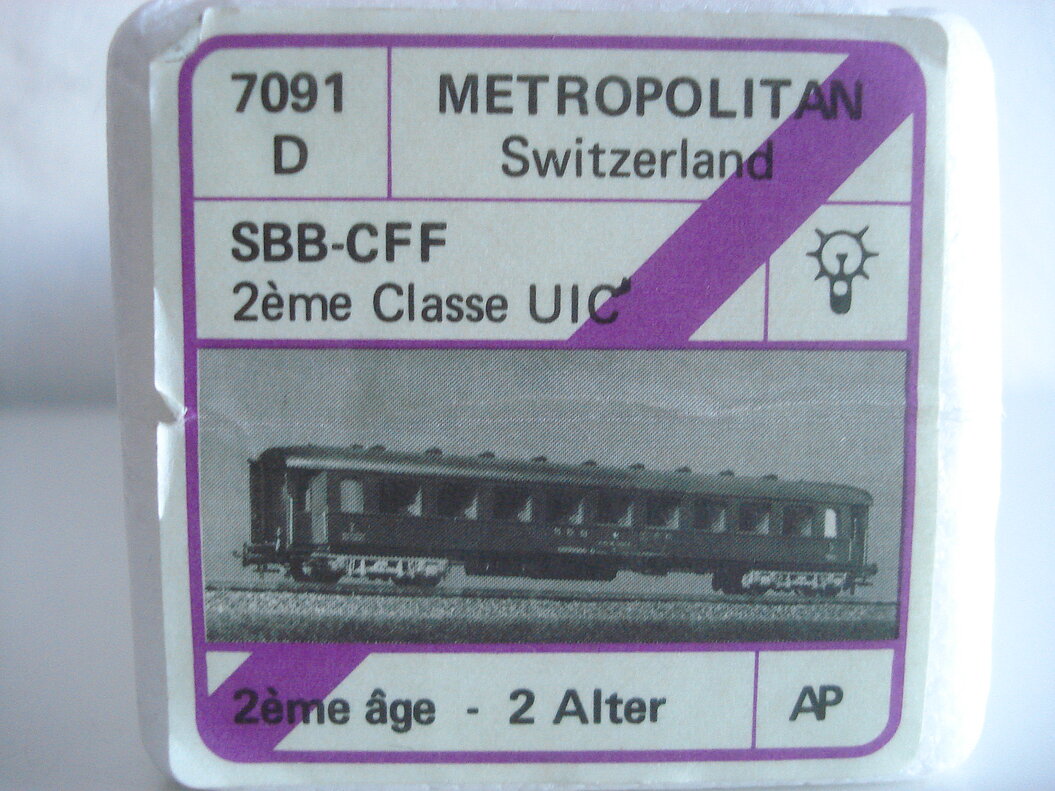 7091
D
METROPOLITAN
Switzerland
SBB-CFF
2ème Classe UIC
2ème âge - 2 Alter
AP